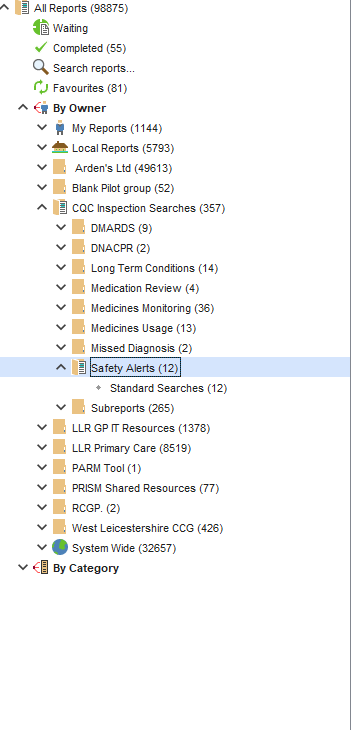 All Reports (98875)
Waiting
Completed (55)
Search reports...
Favourites (81)
By Owner
My Reports (1144)
Local Reports (5793)
Arden's Ltd (49613)
Blank Pilot group (52)
CQC Inspection Searches (357)
DMARDS (9)
DNACPR (2)
Long Term Conditions (14)
Medication Review (4)
Medicines Monitoring (36)
Medicines Usage (13)
Missed Diagnosis (2)
Safety Alerts (12)
Standard Searches (12)
Subreports (265)
LLR GP IT Resources (1378)
LLR Primary Care (8519)
PARM Tool (1)
PRISM Shared Resources (77)
RCGP. (2)
West Leicestershire CCG (426)
System Wide (32657)
By Category